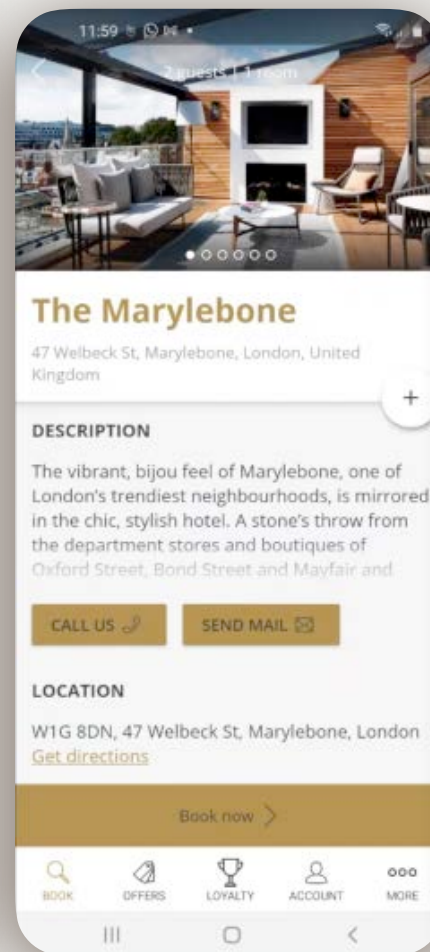 11:59
2 guests | 1 room
The Marylebone
47 Welbeck St, Marylebone, London, United
Kingdom
+
DESCRIPTION
The vibrant, bijou feel of Marylebone, one of
London's trendiest neighbourhoods, is mirrored
in the chic, stylish hotel. A stone's throw from
the department stores and boutiques of
Oxford Street, Bond Street and Mayfair and
CALL US
SEND MAIL
LOCATION
W1G 8DN, 47 Welbeck St, Marylebone, London
Get directions
Book now
BOOK OFFERS LOYALTY ACCOUNT MORE